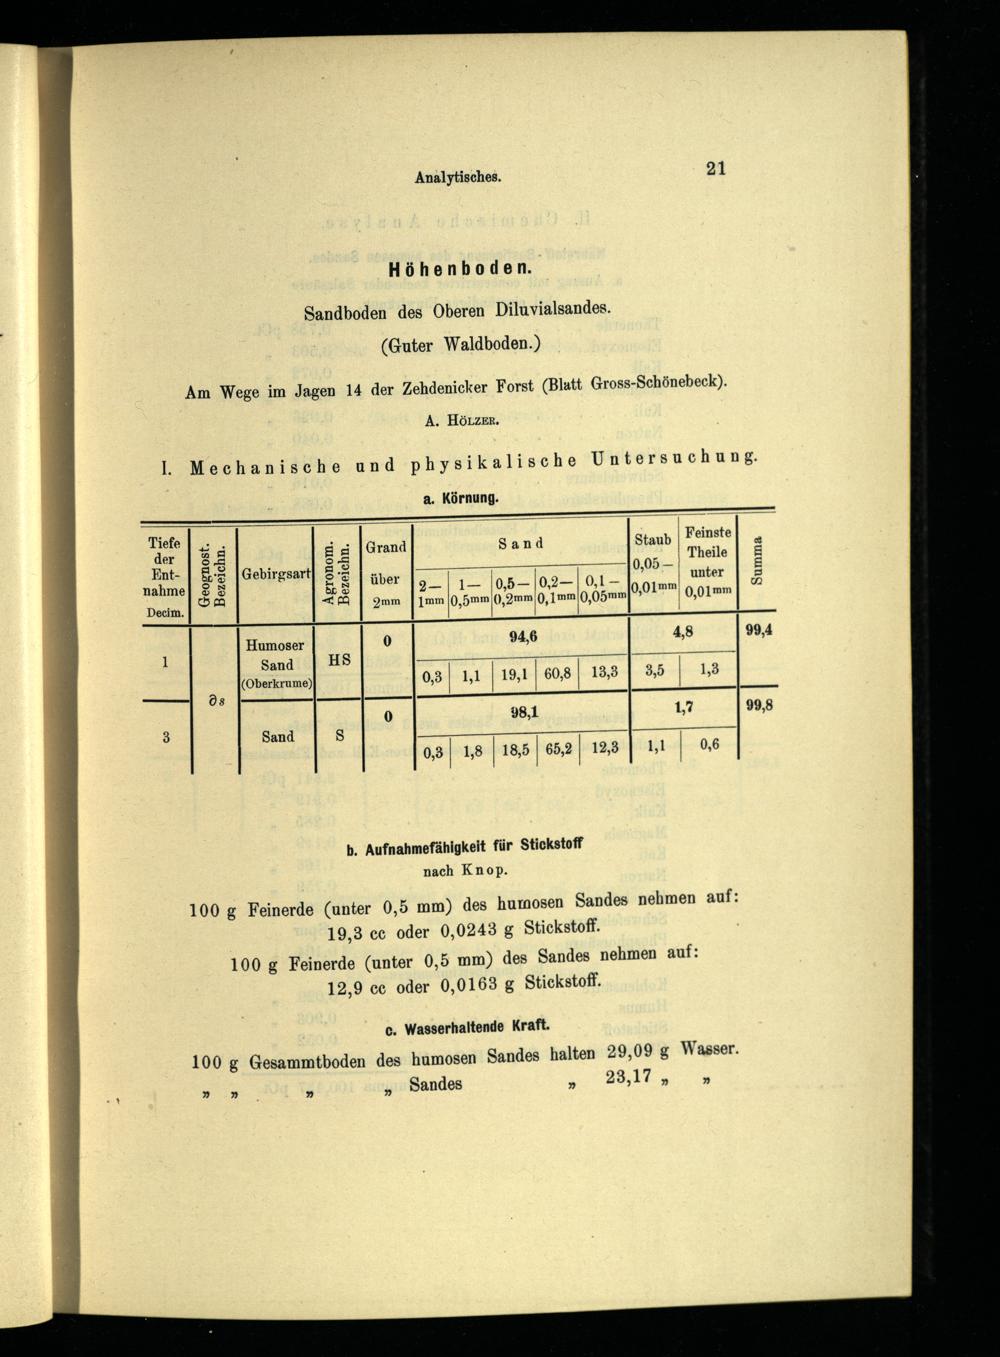 Analytisches.
21
Höhenboden.
Sandboden des Oberen Diluvialsandes.
(Guter Waldboden.)
Am Wege im Jagen 14 der Zehdenicker Forst (Blatt Gross-Schönebeck).
A. HÖLZER.
I. Mechanische und physikalische Untersuchung.
a. Körnung.
Tiefe der Ent- nahme Decim.
Geognost. Bezeichn.
Gebirgsart
Agronom. Bezeichn.
Grand über 2mm
Sand
2— 1mm
1— 0,5mm
0,5— 0,2mm
0,2— 0,1mm
0,1— 0,05mm
Staub 0,05— 0,01mm
Feinste Theile unter 0,01mm
Summa
1
∂s
Humoser Sand (Oberkrume)
HS
0
94,6
4,8
99,4
0,3 1,1 19,1 60,8 13,3 3,5 1,3
3
Sand
S
0
98,1
1,7
99,8
0,3 1,8 18,5 65,2 12,3 1,1 0,6
b. Aufnahmefähigkeit für Stickstoff
nach Knop.
100 g Feinerde (unter 0,5 mm) des humosen Sandes nehmen auf:
19,3 cc oder 0,0243 g Stickstoff.
100 g Feinerde (unter 0,5 mm) des Sandes nehmen auf:
12,9 cc oder 0,0163 g Stickstoff.
c. Wasserhaltende Kraft.
100 g Gesammtboden des humosen Sandes halten 29,09 g Wasser.
„ „ „ „ Sandes „ 23,17 „ „